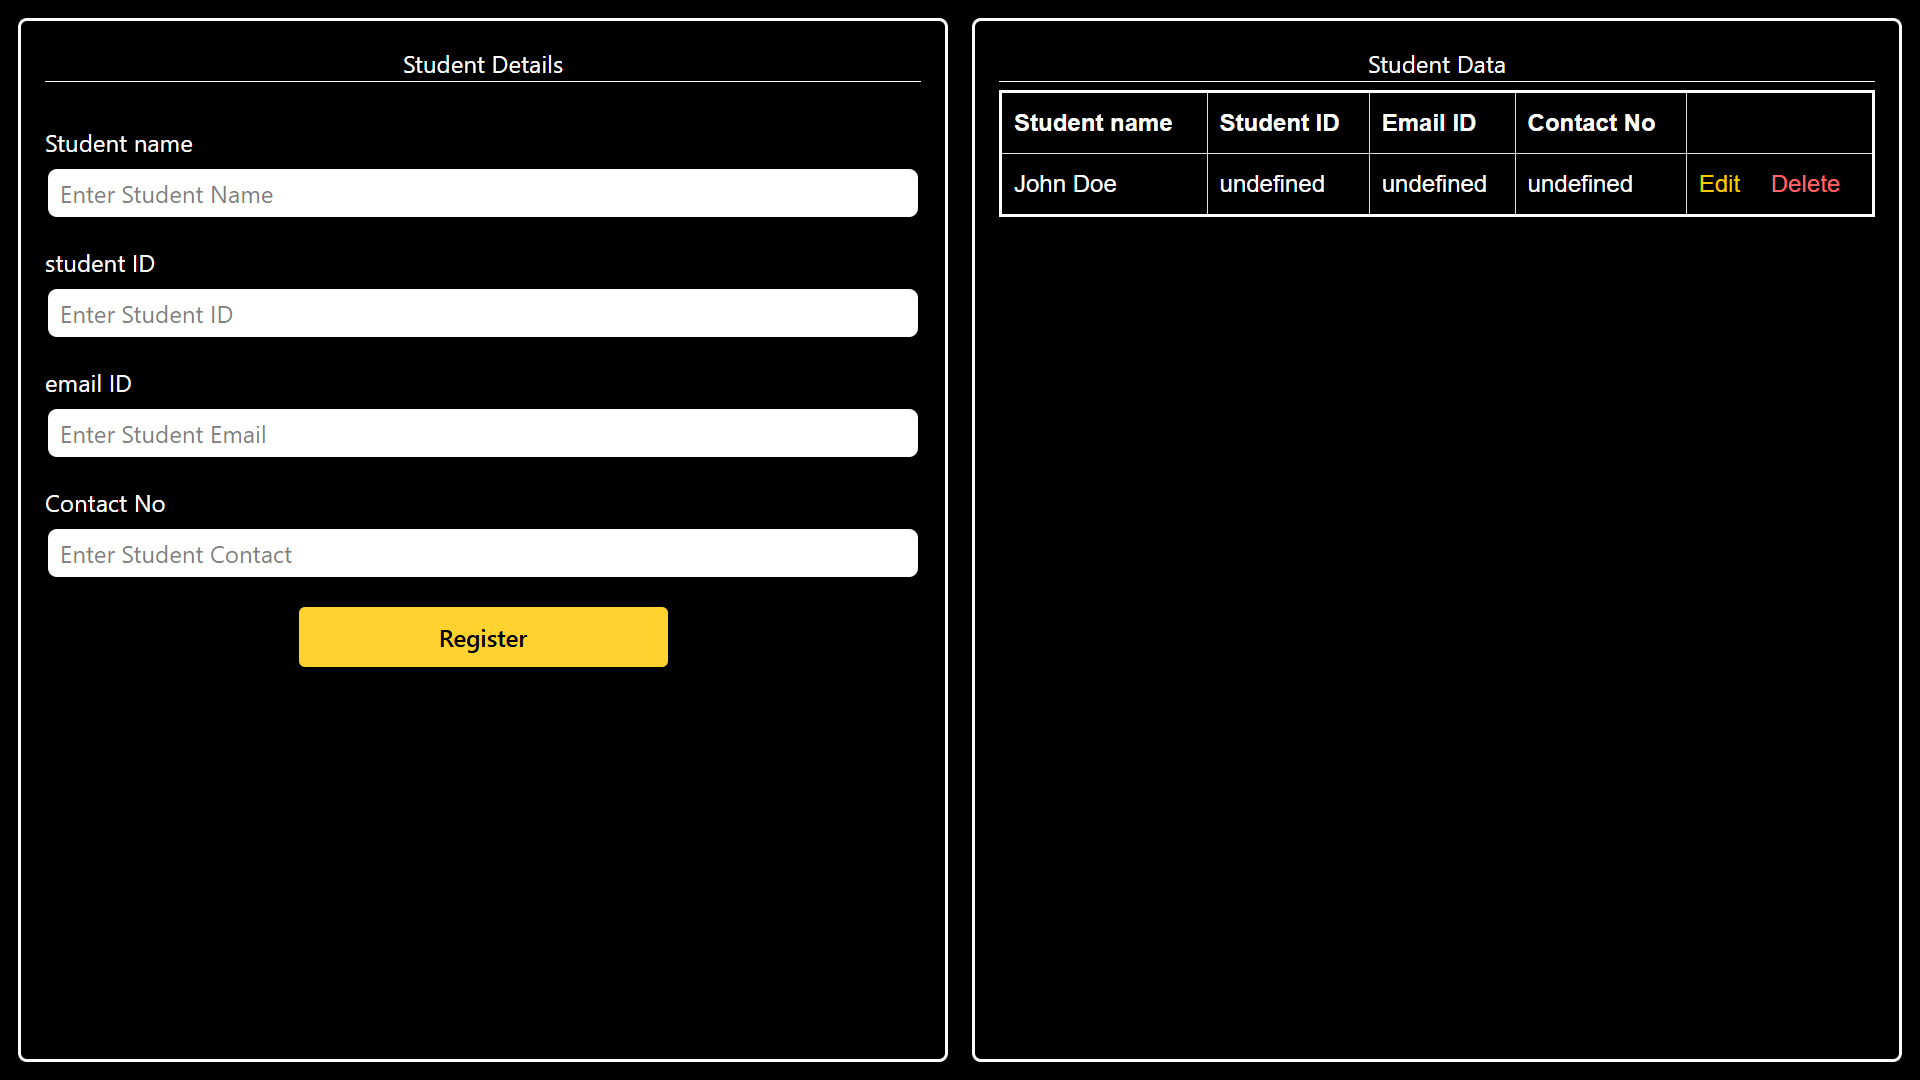 Student Details
Student name
Enter Student Name
student ID
Enter Student ID
email ID
Enter Student Email
Contact No
Enter Student Contact
Register
Student Data
Student name Student ID Email ID Contact No
John Doe undefined undefined undefined Edit Delete